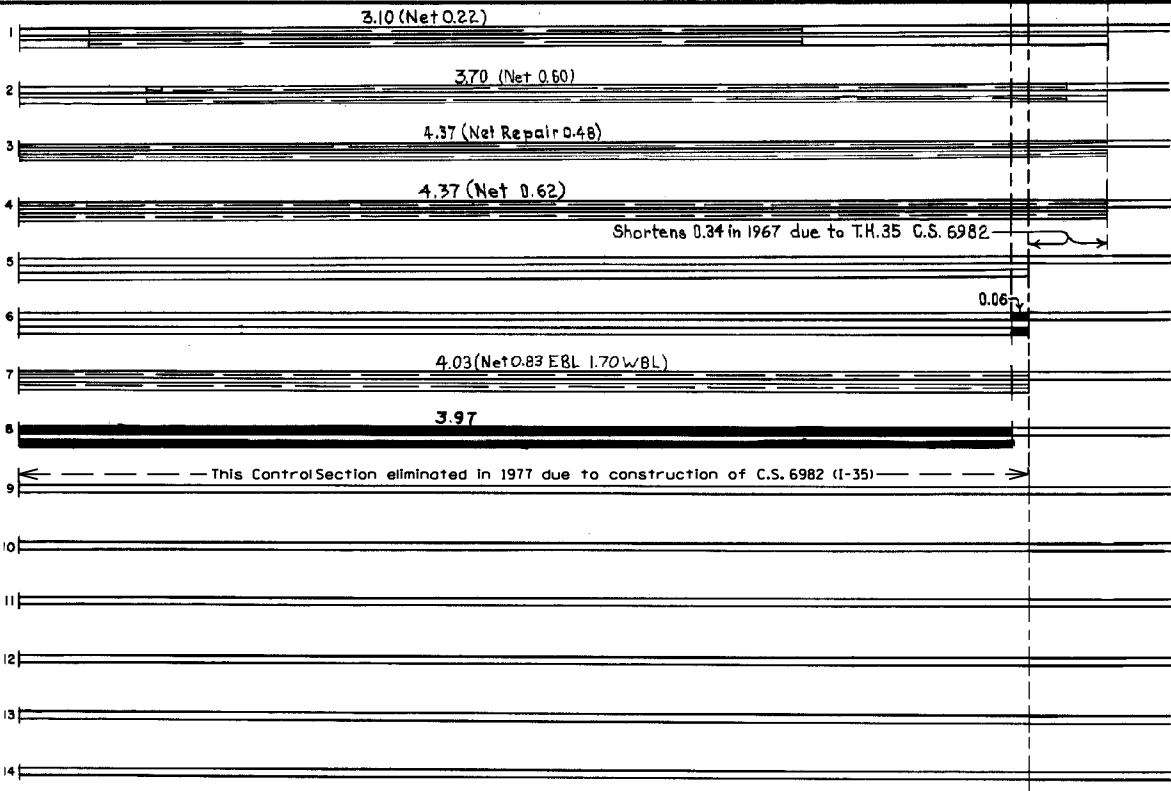 3.10 (Net 0.22)
1
3.70 (Net 0.60)
2
4.37 (Net Repair 0.48)
3
4.37 (Net 0.62)
4
Shortens 0.34 in 1967 due to T.H.35 C.S. 6982
5
0.06
6
4.03 (Net 0.83 EBL 1.70 WBL)
7
3.97
8
This Control Section eliminated in 1977 due to construction of C.S. 6982 (I-35)
9
10
11
12
13
14